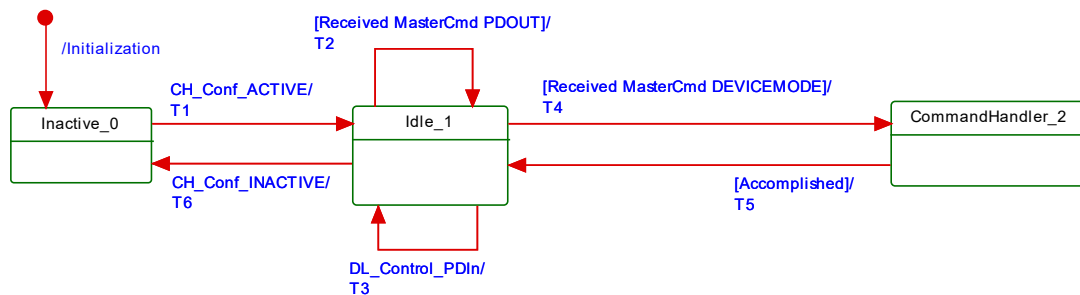 [Received MasterCmd PDOUT]/
T2
/Initialization
CH_Conf_ACTIVE/
T1
[Received MasterCmd DEVICEMODE]/
T4
Inactive_0
Idle_1
CommandHandler_2
CH_Conf_INACTIVE/
T6
[Accomplished]/
T5
DL_Control_PDIn/
T3